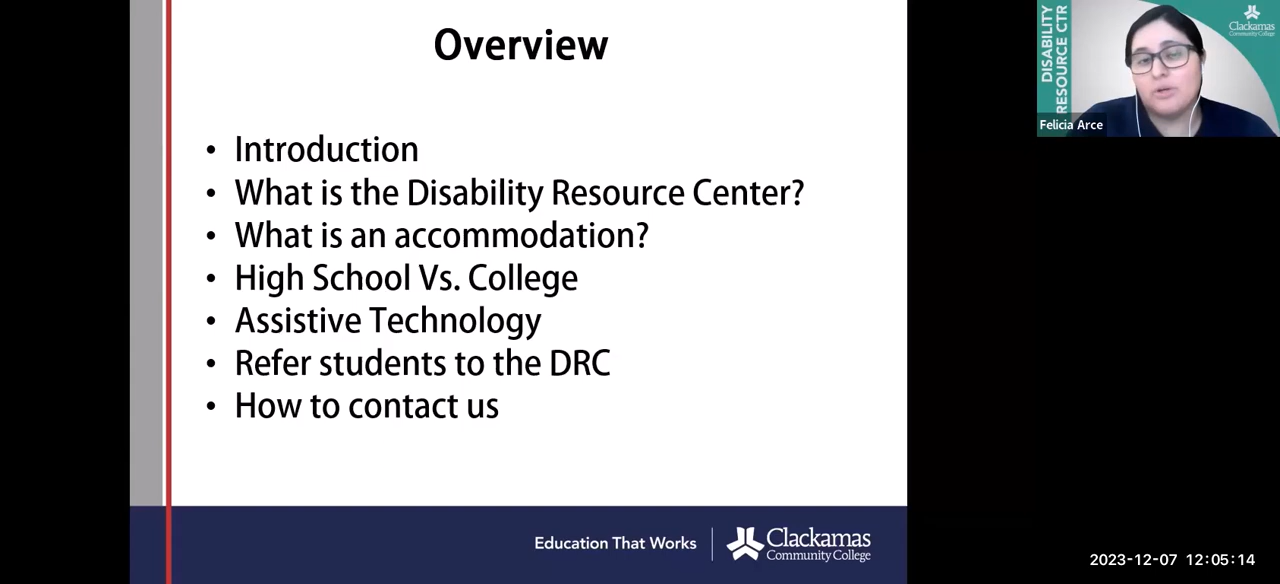 Overview
• Introduction
• What is the Disability Resource Center?
• What is an accommodation?
• High School Vs. College
• Assistive Technology
• Refer students to the DRC
• How to contact us
Education That Works
Clackamas
Community College
DISABILITY
RESOURCE CTR
Clackamas
Community College
Felicia Arce
2023-12-07 12:05:14